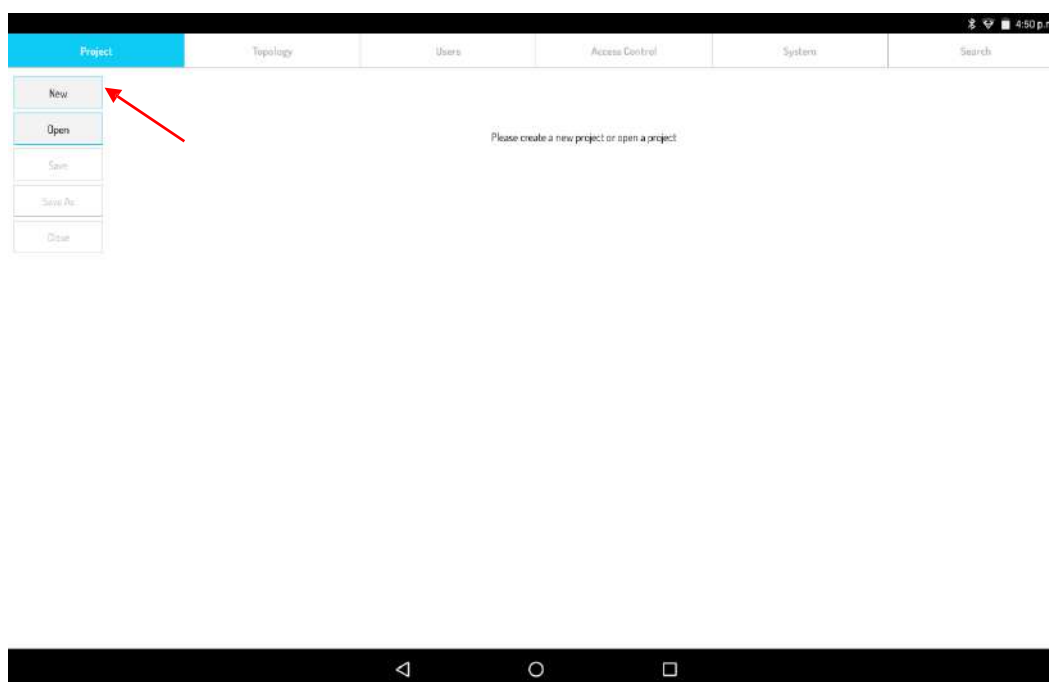 4:50 p.m
Project Topology Users Access Control System Search
New
Open
Please create a new project or open a project
Save
Save As
Close